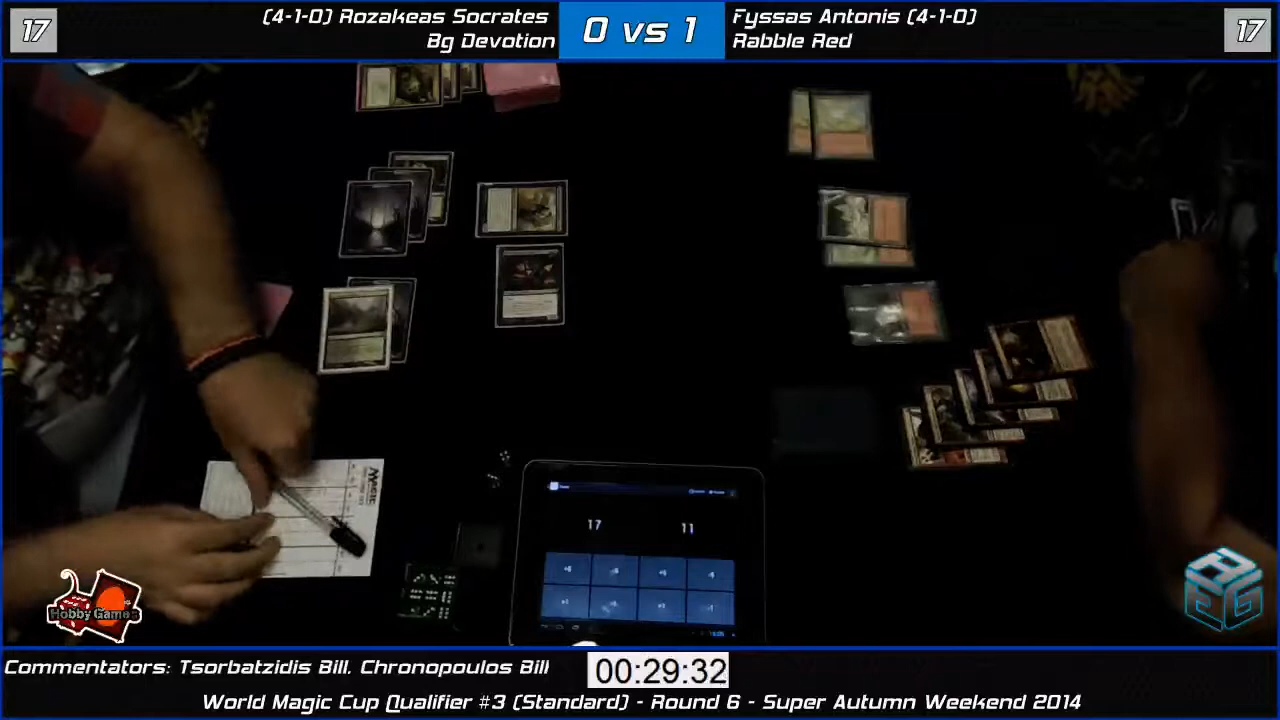 17
(4-1-0) Rozakeas Socrates
Bg Devotion
0 vs 1
Fyssas Antonis (4-1-0)
Rabble Red
17
MAGIC
17
11
Hobby Games
Commentators: Tsorbatzidis Bill, Chronopoulos Bill
00:29:32
World Magic Cup Qualifier #3 (Standard) - Round 6 - Super Autumn Weekend 2014